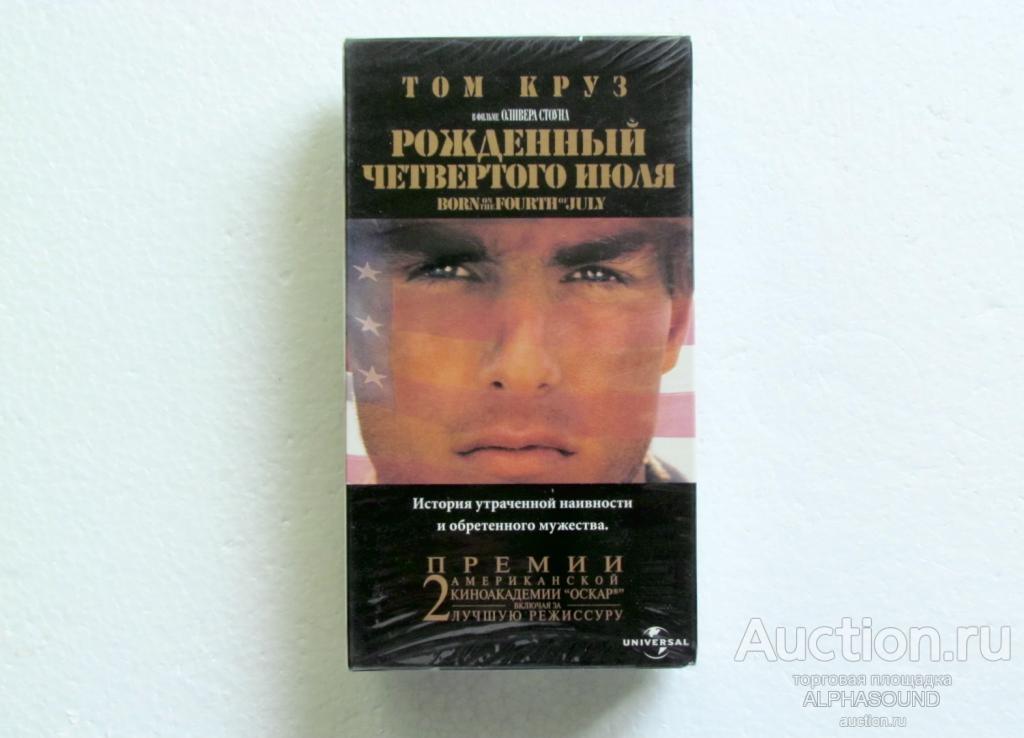 ТОМ КРУЗ
В ФИЛЬМЕ ОЛИВЕРА СТОУНА
РОЖДЕННЫЙ
ЧЕТВЕРТОГО ИЮЛЯ
BORN ON THE FOURTH OF JULY
История утраченной наивности
и обретенного мужества.
2 ПРЕМИИ
АМЕРИКАНСКОЙ
КИНОАКАДЕМИИ "ОСКАР®"
ВКЛЮЧАЯ ЗА
ЛУЧШУЮ РЕЖИССУРУ
UNIVERSAL
Auction.ru
торговая площадка
ALPHASOUND
auction.ru